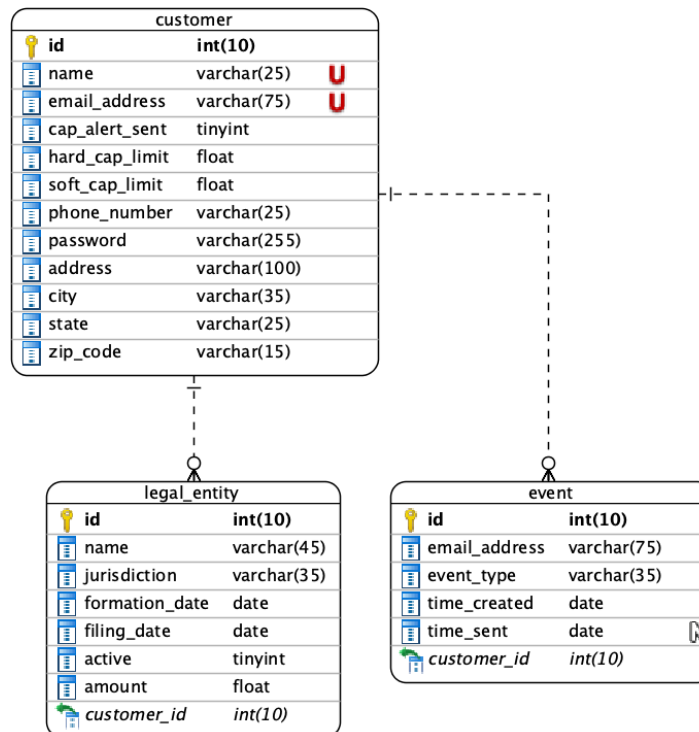 customer
id int(10)
name varchar(25) U
email_address varchar(75) U
cap_alert_sent tinyint
hard_cap_limit float
soft_cap_limit float
phone_number varchar(25)
password varchar(255)
address varchar(100)
city varchar(35)
state varchar(25)
zip_code varchar(15)
legal_entity
id int(10)
name varchar(45)
jurisdiction varchar(35)
formation_date date
filing_date date
active tinyint
amount float
customer_id int(10)
event
id int(10)
email_address varchar(75)
event_type varchar(35)
time_created date
time_sent date
customer_id int(10)